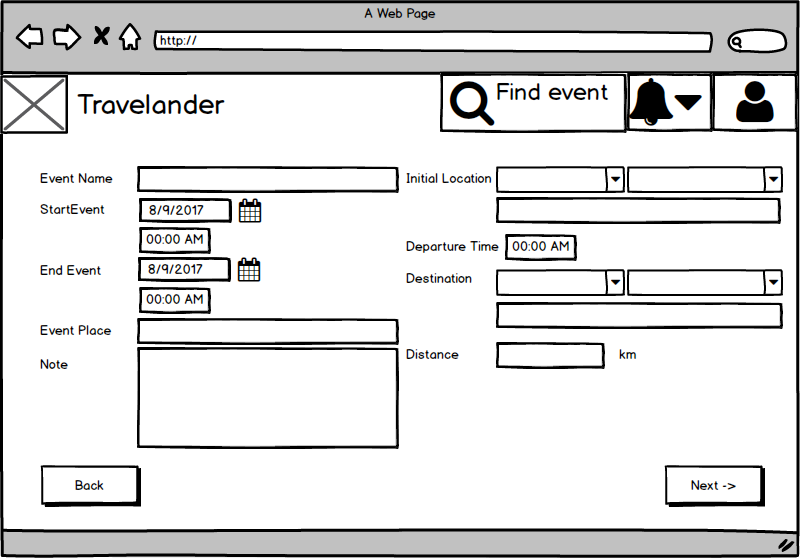 A Web Page
http://
Travelander
Find event
Event Name
Initial Location
StartEvent
8/9/2017
00:00 AM
Departure Time
00:00 AM
End Event
8/9/2017
Destination
00:00 AM
Event Place
Note
Distance
km
Back
Next ->